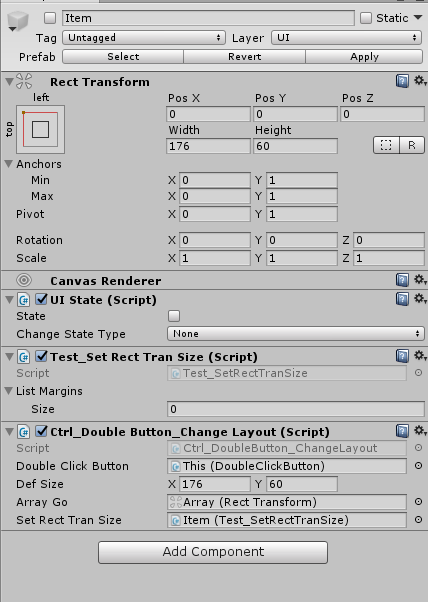 Item Static
Tag Untagged Layer UI
Prefab Select Revert Apply
Rect Transform
left Pos X Pos Y Pos Z
top 0 0 0
Width Height
176 60 R
Anchors
Min X 0 Y 1
Max X 0 Y 1
Pivot X 0 Y 1
Rotation X 0 Y 0 Z 0
Scale X 1 Y 1 Z 1
Canvas Renderer
C# UI State (Script)
State
Change State Type None
C# Test_Set Rect Tran Size (Script)
Script Test_SetRectTranSize
List Margins
Size 0
C# Ctrl_Double Button_Change Layout (Script)
Script Ctrl_DoubleButton_ChangeLayout
Double Click Button This (DoubleClickButton)
Def Size X 176 Y 60
Array Go Array (Rect Transform)
Set Rect Tran Size Item (Test_SetRectTranSize)
Add Component